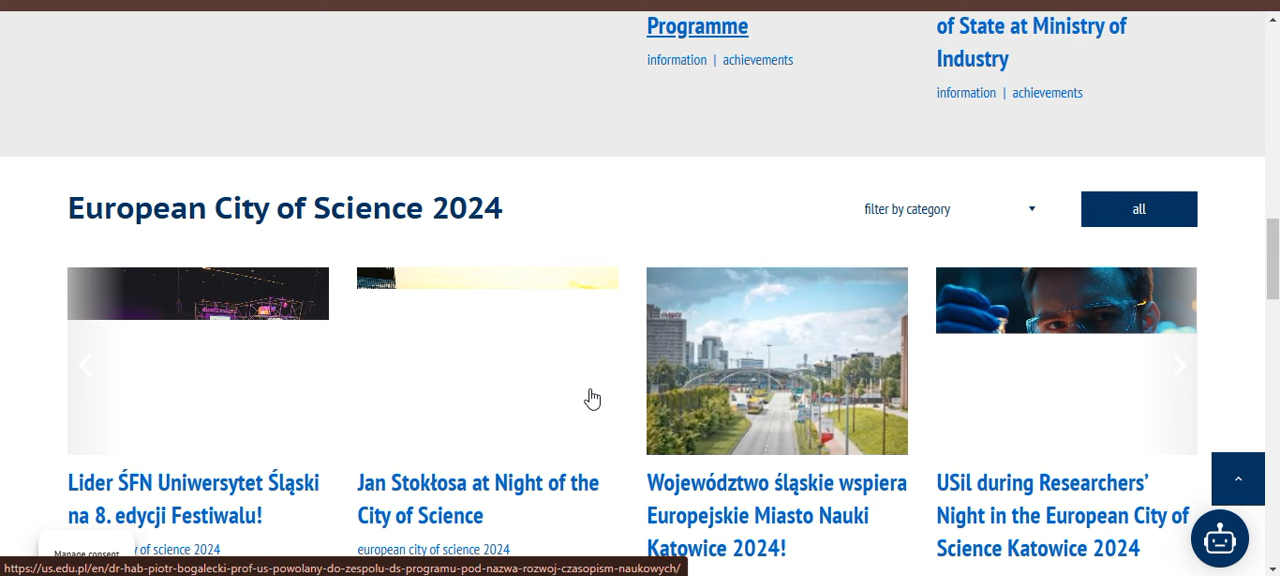 Programme
of State at Ministry of
Industry
information | achievements
information | achievements
European City of Science 2024
filter by category
all
Lider ŚFN Uniwersytet Śląski
na 8. edycji Festiwalu!
Jan Stokłosa at Night of the
City of Science
Województwo śląskie wspiera
Europejskie Miasto Nauki
Katowice 2024!
USil during Researchers’
Night in the European City of
Science Katowice 2024
Manage consent
y of science 2024
european city of science 2024
https://us.edu.pl/en/dr-hab-piotr-bogalecki-prof-us-powolany-do-zespolu-ds-programu-pod-nazwa-rozwoj-czasopism-naukowych/